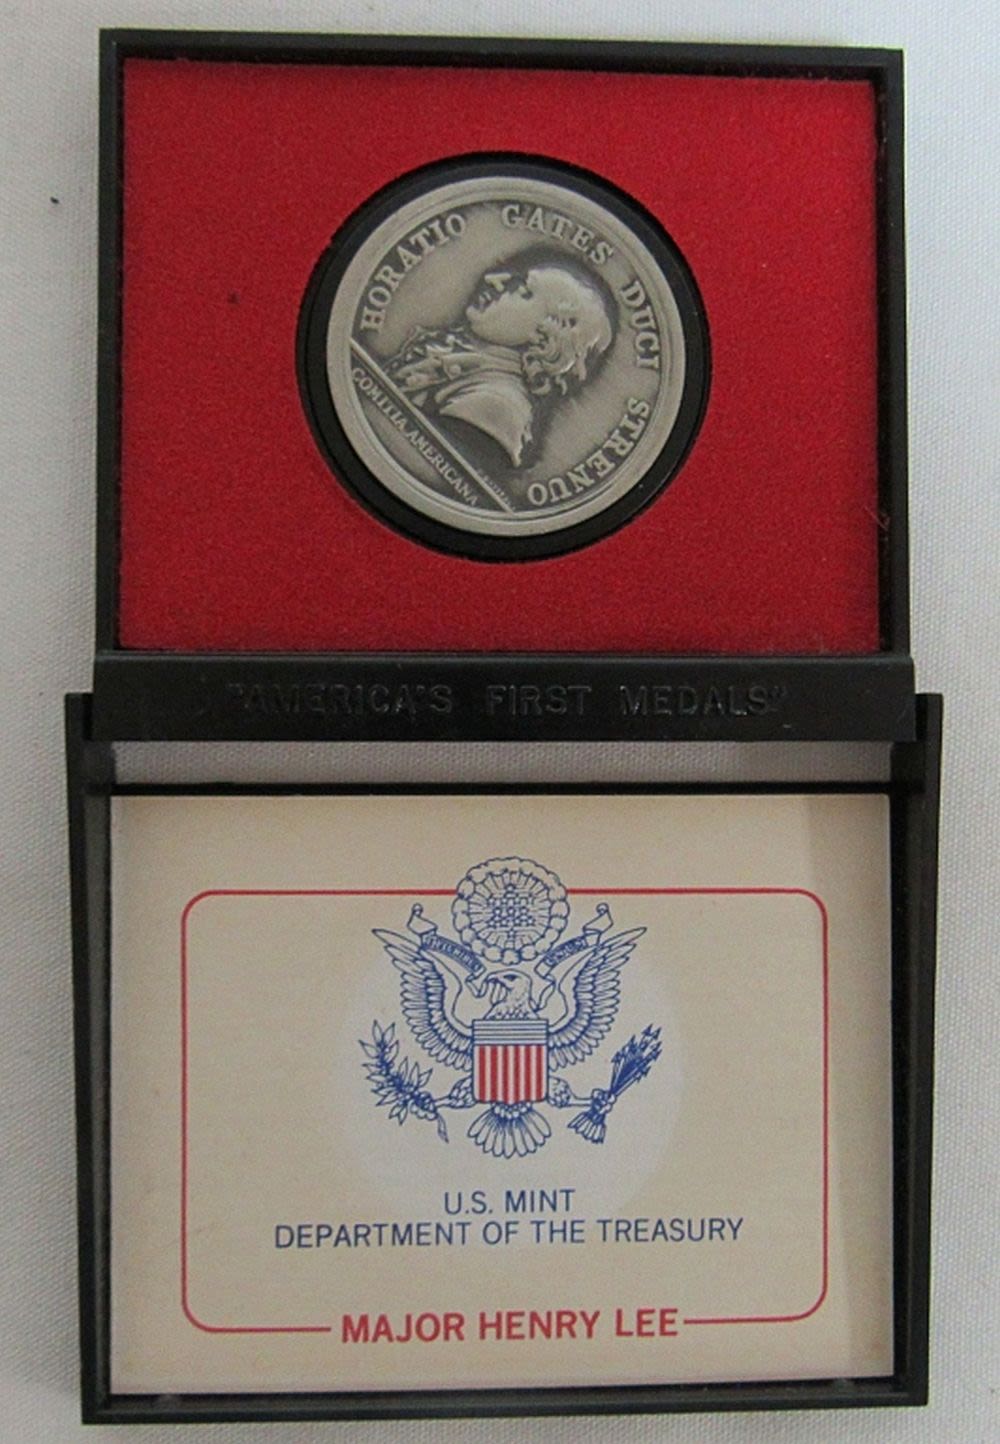 HORATIO GATES DUCI STRENUO
COMITIA AMERICANA
"AMERICA'S FIRST MEDALS"
U.S. MINT
DEPARTMENT OF THE TREASURY
MAJOR HENRY LEE